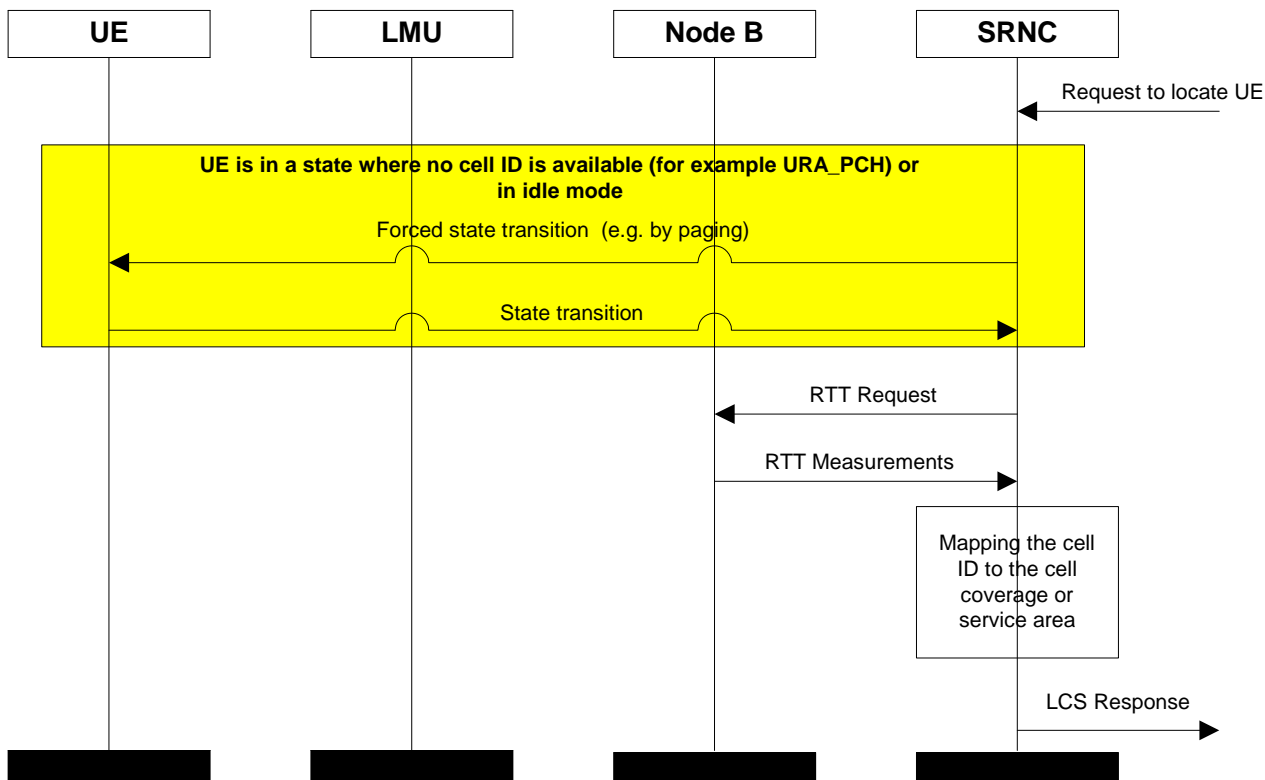 UE
LMU
Node B
SRNC
Request to locate UE
UE is in a state where no cell ID is available (for example URA_PCH) or
in idle mode
Forced state transition (e.g. by paging)
State transition
RTT Request
RTT Measurements
Mapping the cell
ID to the cell
coverage or
service area
LCS Response